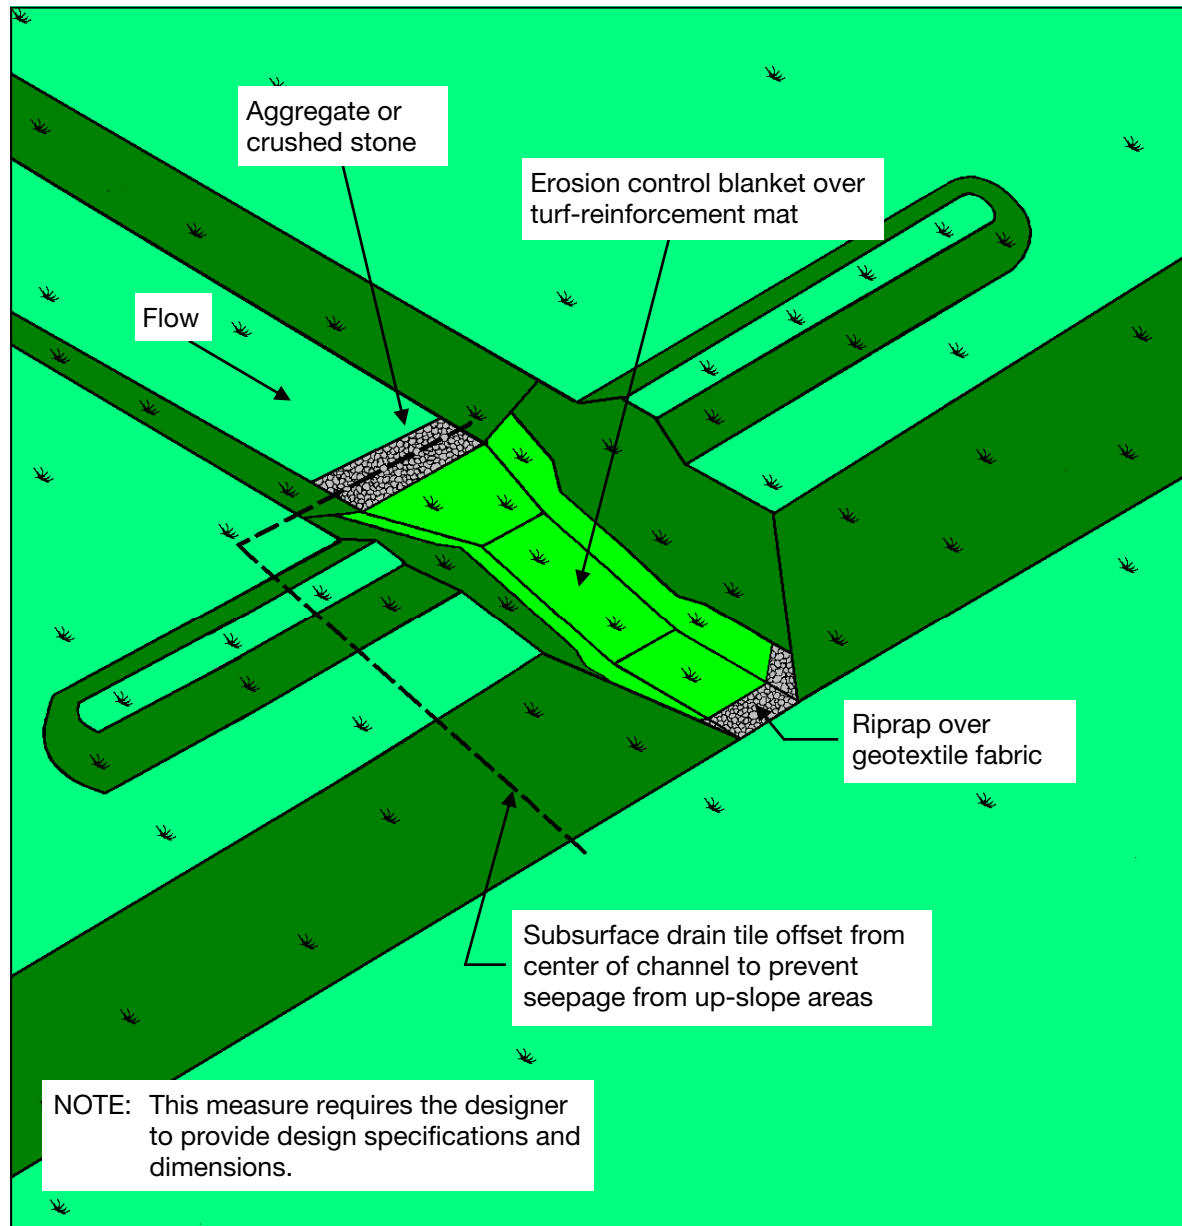 Aggregate or
crushed stone
Erosion control blanket over
turf-reinforcement mat
Flow
Riprap over
geotextile fabric
Subsurface drain tile offset from
center of channel to prevent
seepage from up-slope areas
NOTE: This measure requires the designer
to provide design specifications and
dimensions.